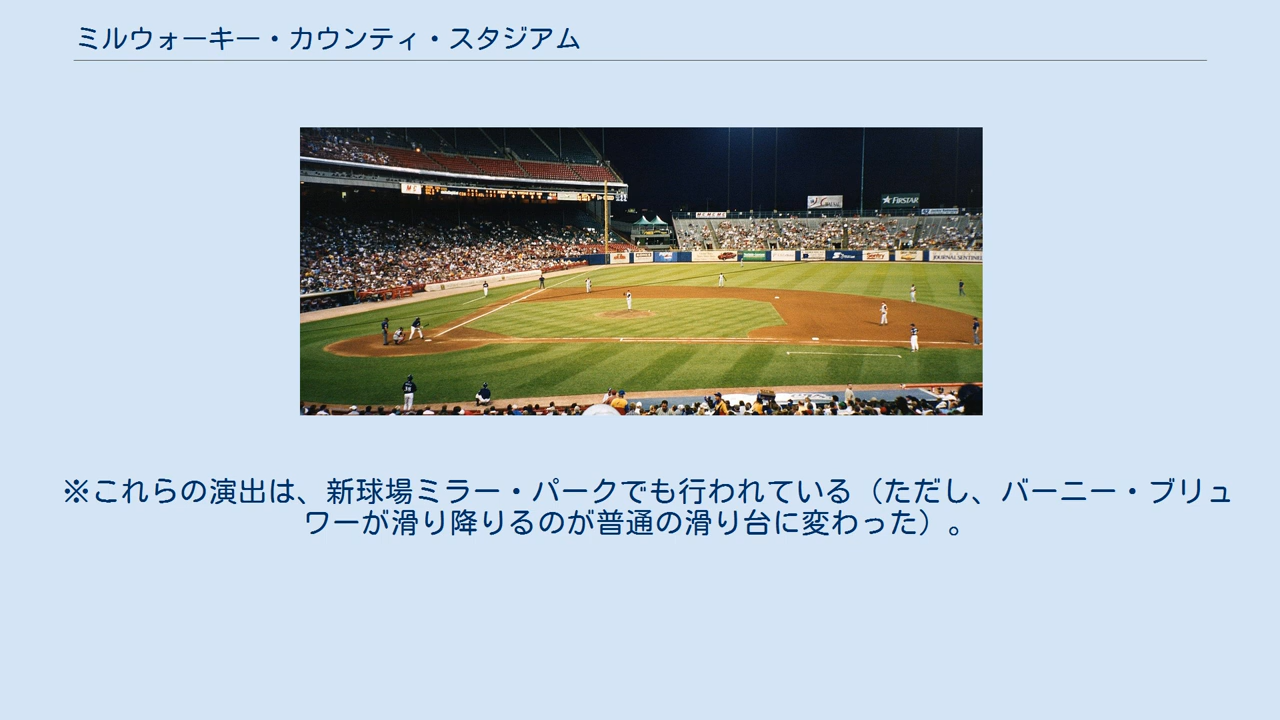 ミルウォーキー・カウンティ・スタジアム
FIRSTAR
JOURNAL SENTINEL
※これらの演出は、新球場ミラー・パークでも行われている（ただし、バーニー・ブリュ
ワーが滑り降りるのが普通の滑り台に変わった）。